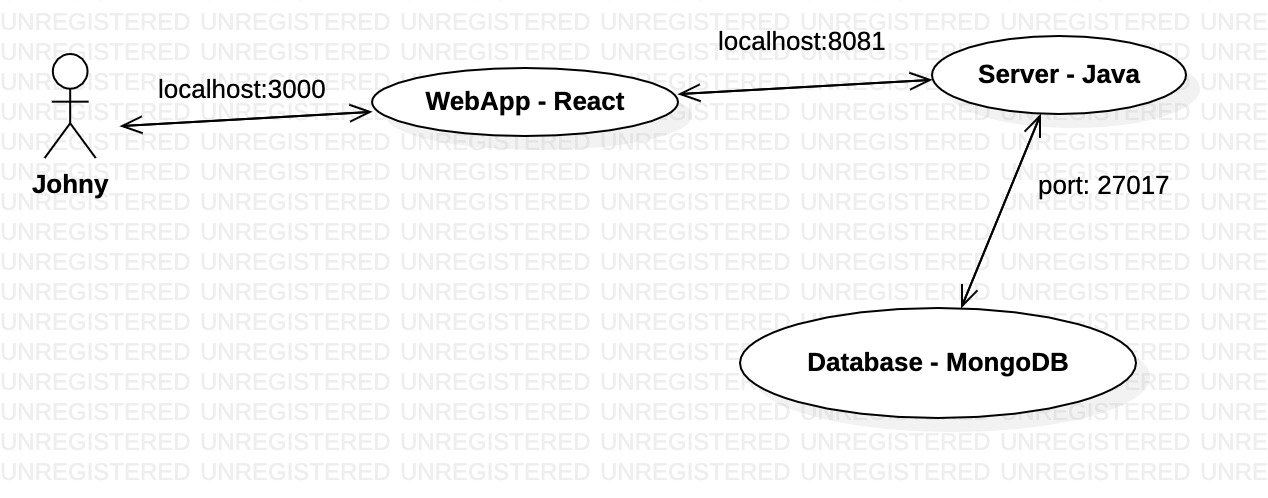 localhost:8081
Server - Java
localhost:3000
WebApp - React
Johny
port: 27017
Database - MongoDB
UNREGISTERED UNREGISTERED UNREGISTERED UNREGISTERED UNREGISTERED UNREGISTERED UNRE